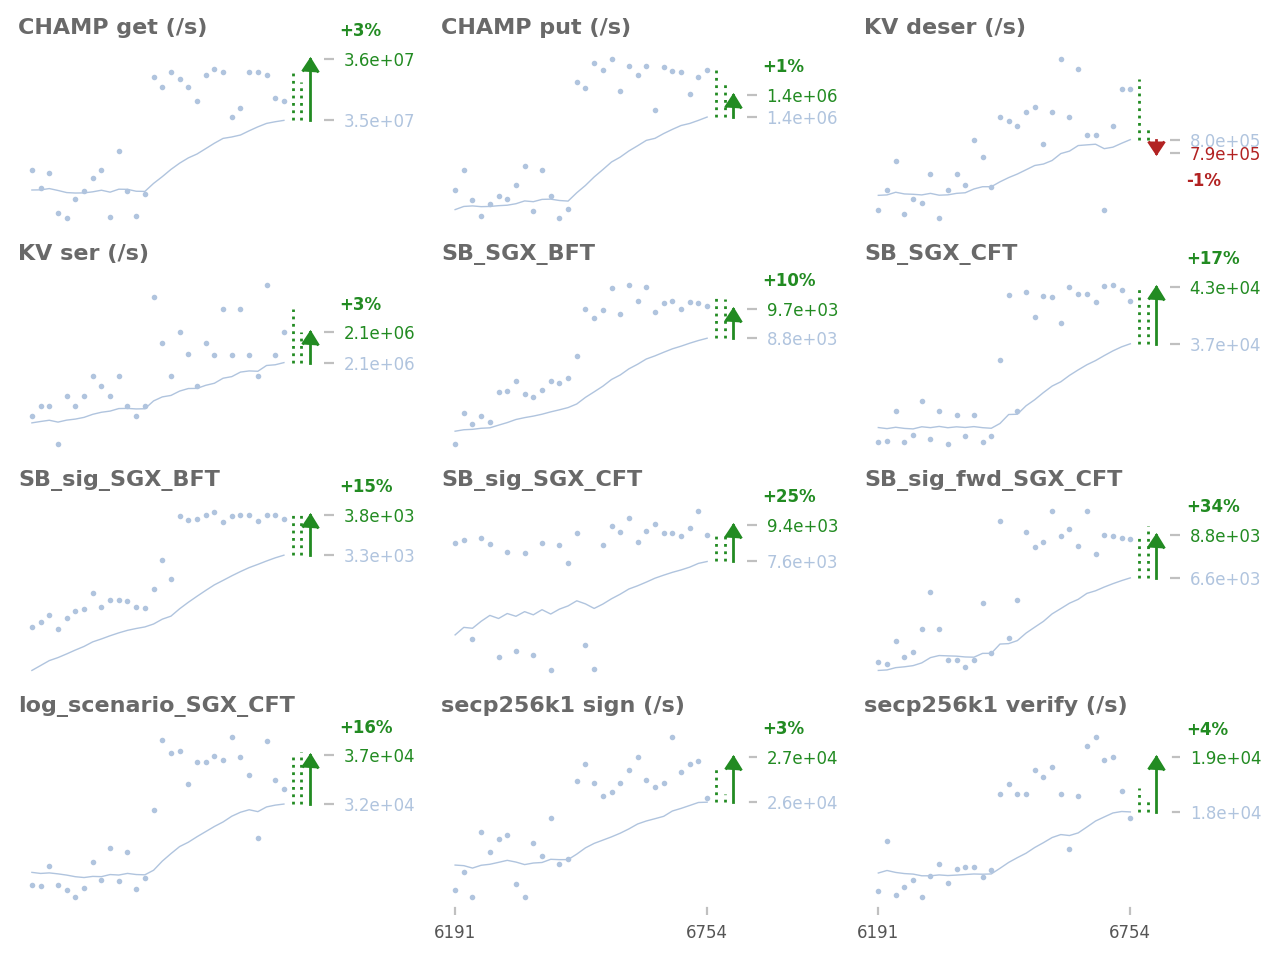 CHAMP get (/s)
+3%
3.6e+07
3.5e+07
CHAMP put (/s)
+1%
1.4e+06
1.4e+06
KV deser (/s)
8.0e+05
7.9e+05
-1%
KV ser (/s)
+3%
2.1e+06
2.1e+06
SB_SGX_BFT
+10%
9.7e+03
8.8e+03
SB_SGX_CFT
+17%
4.3e+04
3.7e+04
SB_sig_SGX_BFT
+15%
3.8e+03
3.3e+03
SB_sig_SGX_CFT
+25%
9.4e+03
7.6e+03
SB_sig_fwd_SGX_CFT
+34%
8.8e+03
6.6e+03
log_scenario_SGX_CFT
+16%
3.7e+04
3.2e+04
secp256k1 sign (/s)
+3%
2.7e+04
2.6e+04
6191 6754
secp256k1 verify (/s)
+4%
1.9e+04
1.8e+04
6191 6754